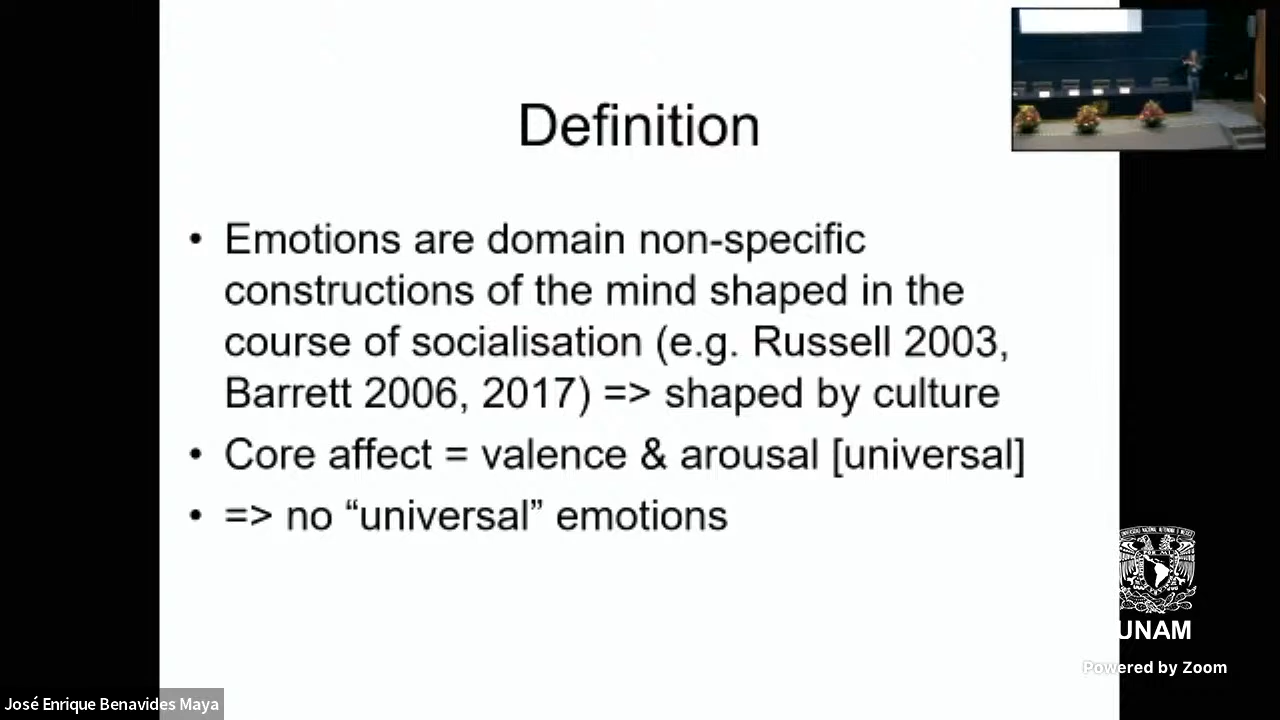 Definition
• Emotions are domain non-specific
constructions of the mind shaped in the
course of socialisation (e.g. Russell 2003,
Barrett 2006, 2017) => shaped by culture
• Core affect = valence & arousal [universal]
• => no “universal” emotions
UNAM
Powered by Zoom
José Enrique Benavides Maya